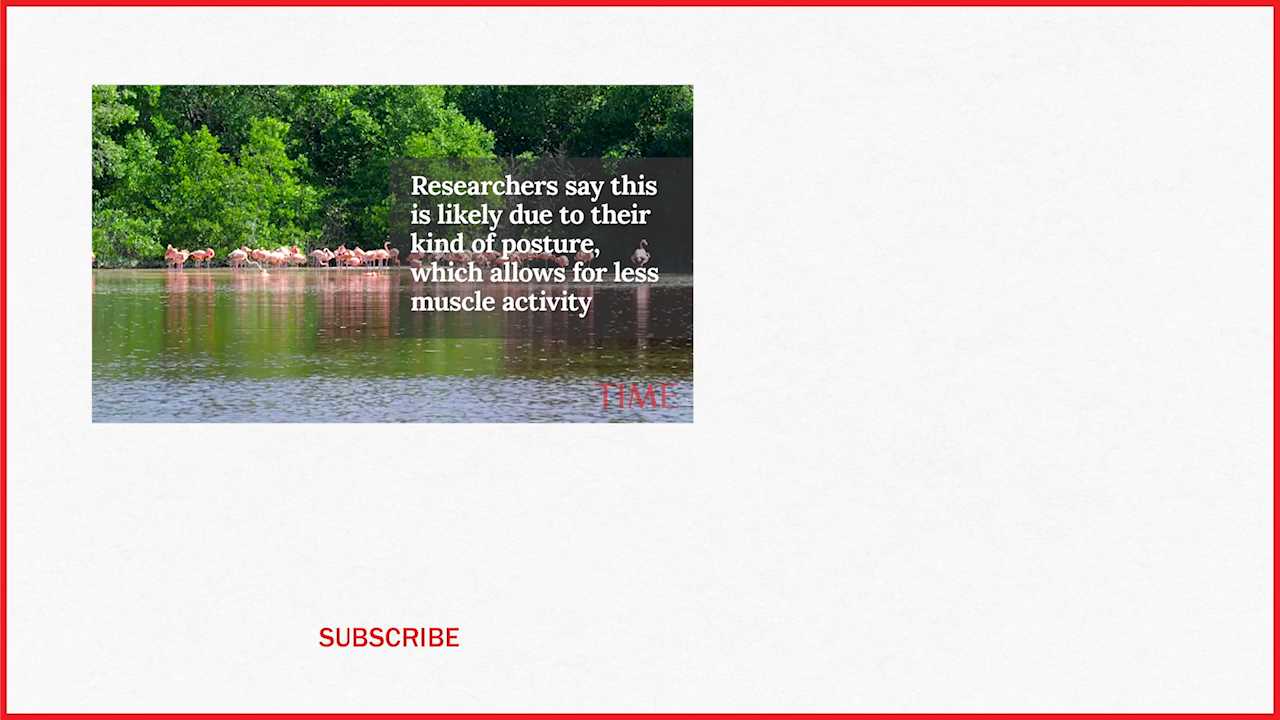 Researchers say this
is likely due to their
kind of posture,
which allows for less
muscle activity
TIME
SUBSCRIBE